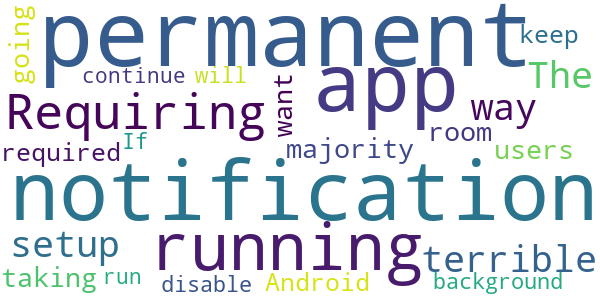 going permanent keep
continue will The
Requiring want app way
room
required If majority users
notification
setup running terrible
taking run disable Android background